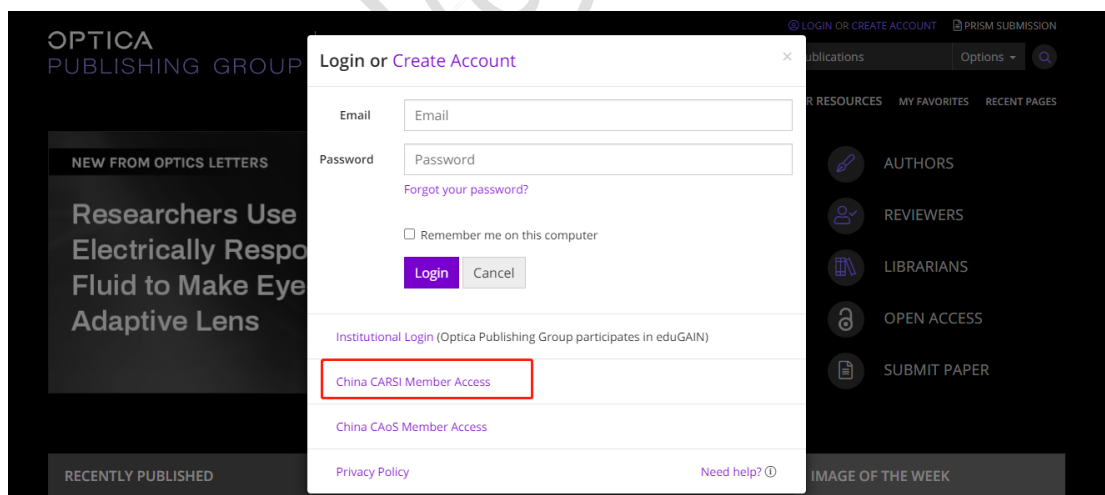 LOGIN OR CREATE ACCOUNT PRISM SUBMISSION
OPTICA
PUBLISHING GROUP
Login or Create Account ×
Options
R RESOURCES MY FAVORITES RECENT PAGES
Email Email
NEW FROM OPTICS LETTERS
Password Password
AUTHORS
Forgot your password?
Researchers Use
REVIEWERS
Remember me on this computer
Electrically Respo
Login Cancel
LIBRARIANS
Fluid to Make Eye
Adaptive Lens
OPEN ACCESS
Institutional Login (Optica Publishing Group participates in eduGAIN)
SUBMIT PAPER
China CARSI Member Access
China CAoS Member Access
Privacy Policy Need help?
RECENTLY PUBLISHED IMAGE OF THE WEEK